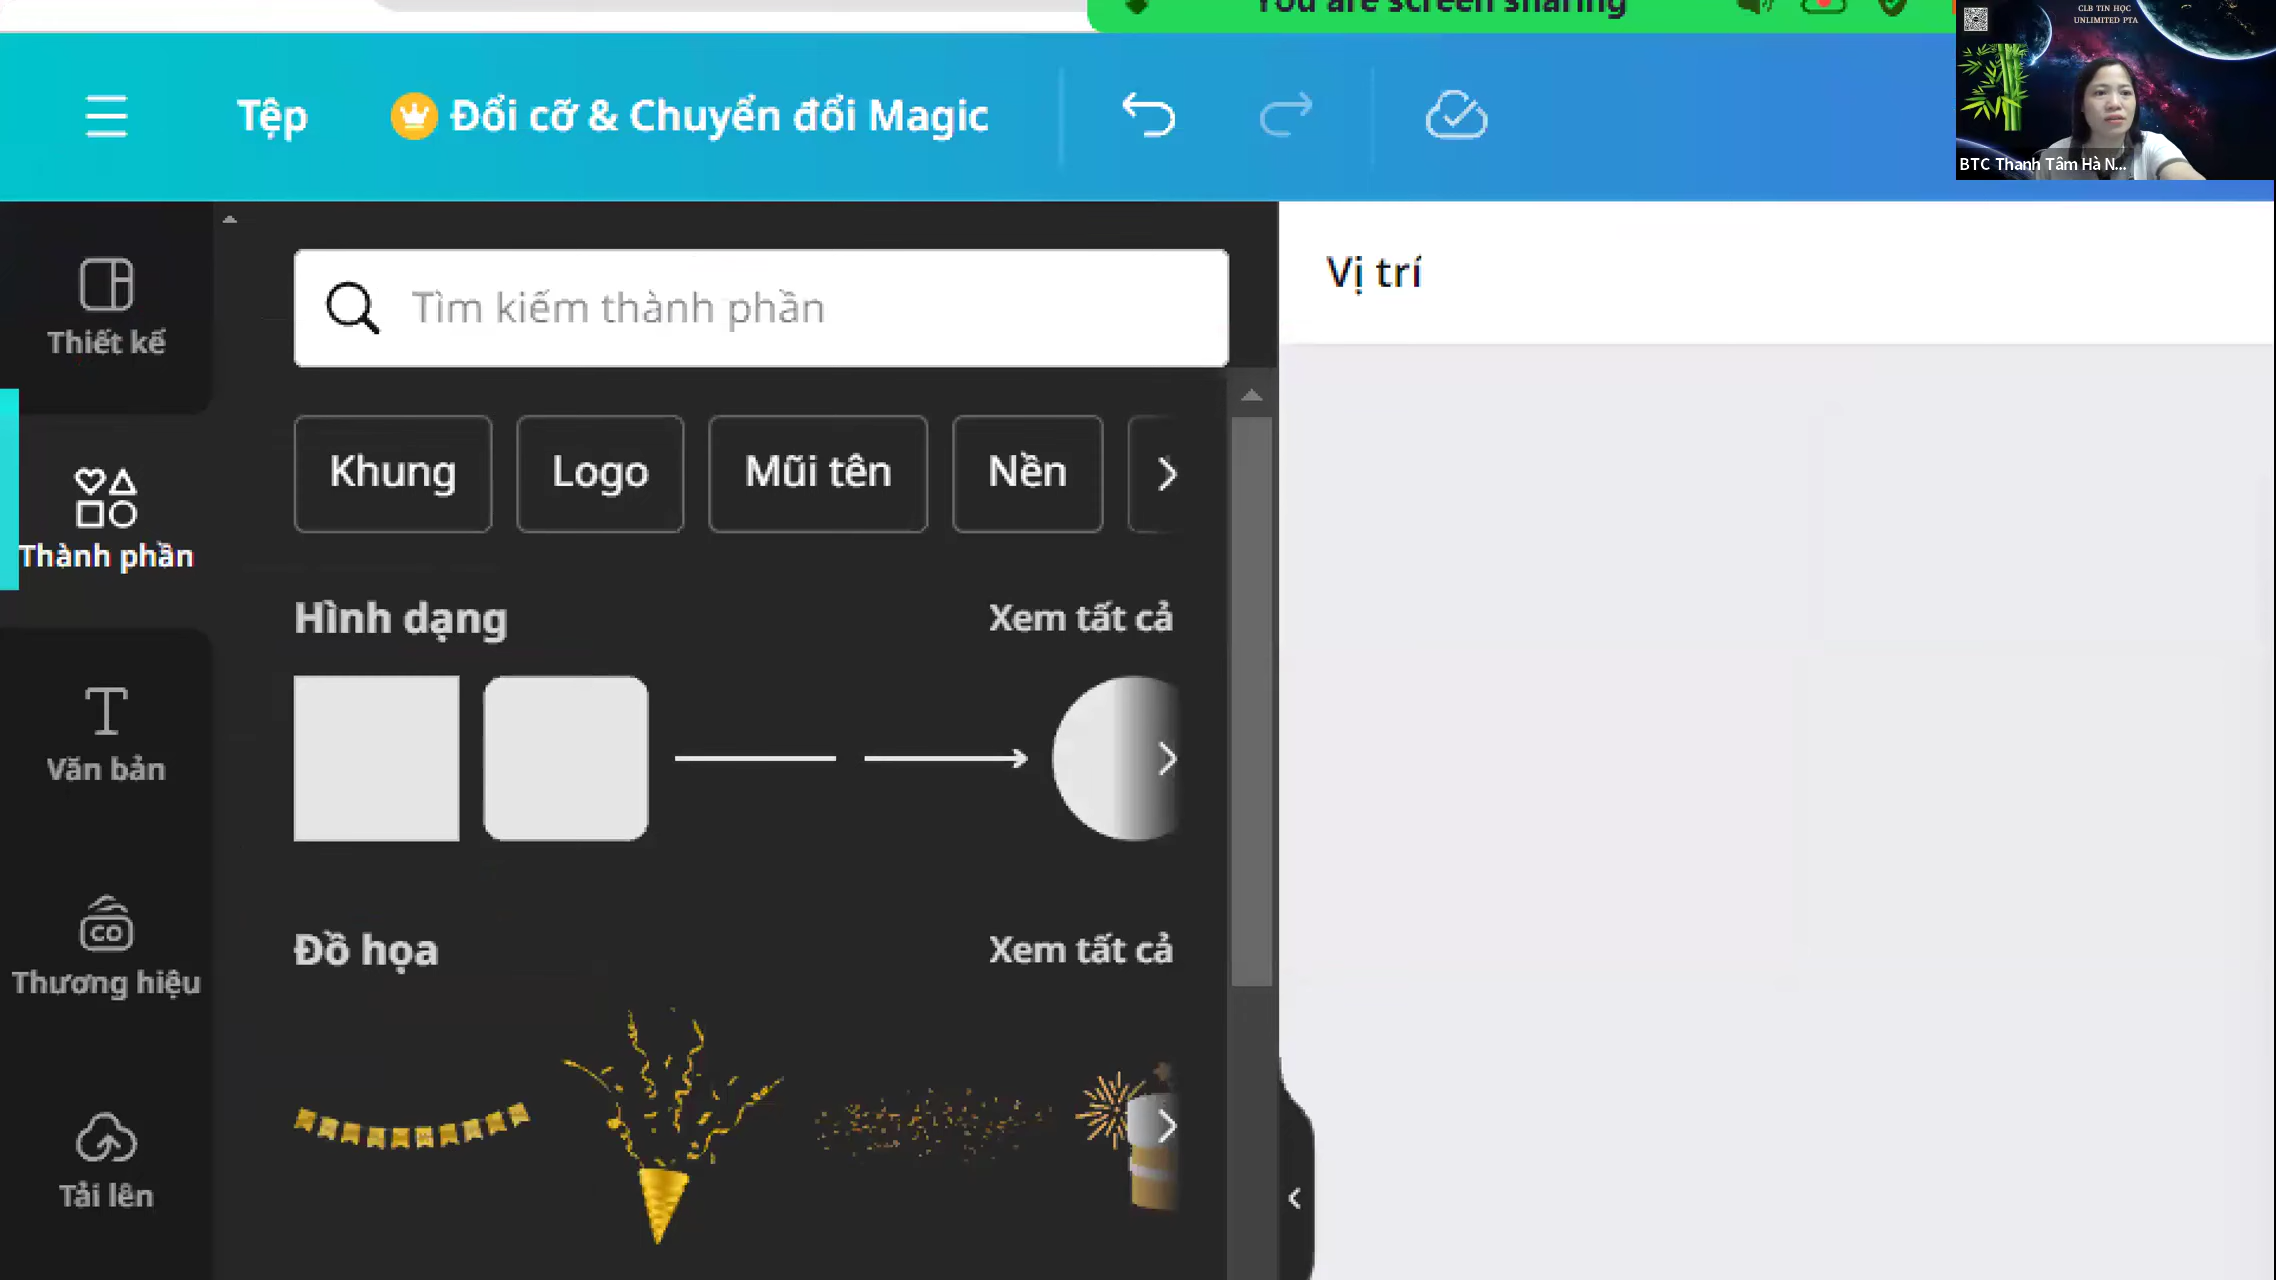 You are screen sharing
CLB TIN HỌC
UNLIMITED PTA
Tệp
Đổi cỡ & Chuyển đổi Magic
BTC Thanh Tâm Hà N...
Thiết kế
Tìm kiếm thành phần
Vị trí
Khung
Logo
Mũi tên
Nền
Thành phần
Hình dạng
Xem tất cả
Văn bản
Đồ họa
Xem tất cả
CO
Thương hiệu
Tải lên